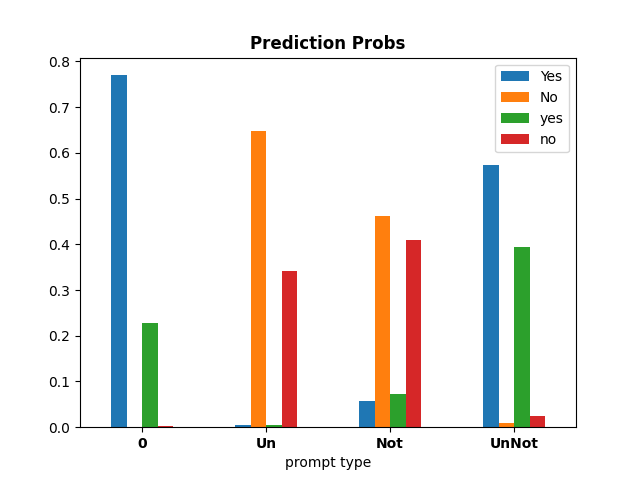 Prediction Probs
Yes
No
yes
no
0.8
0.7
0.6
0.5
0.4
0.3
0.2
0.1
0.0
0 Un Not UnNot
prompt type